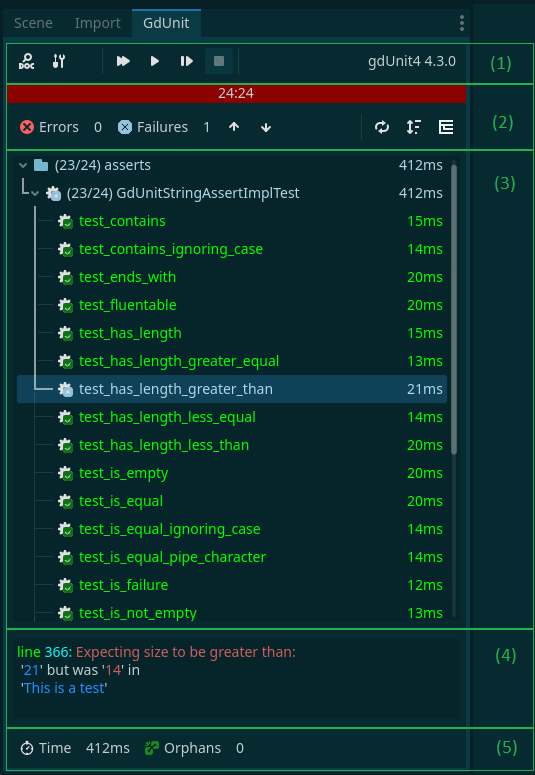 Scene Import GdUnit
DOC gdUnit4 4.3.0 (1)
24:24
Errors 0 Failures 1 (2)
(23/24) asserts 412ms (3)
(23/24) GdUnitStringAssertImplTest 412ms
test_contains 15ms
test_contains_ignoring_case 14ms
test_ends_with 20ms
test_fluentable 20ms
test_has_length 15ms
test_has_length_greater_equal 13ms
test_has_length_greater_than 21ms
test_has_length_less_equal 14ms
test_has_length_less_than 20ms
test_is_empty 20ms
test_is_equal 20ms
test_is_equal_ignoring_case 14ms
test_is_equal_pipe_character 14ms
test_is_failure 12ms
test_is_not_empty 13ms
line 366: Expecting size to be greater than: (4)
'21' but was '14' in
'This is a test'
Time 412ms Orphans 0 (5)